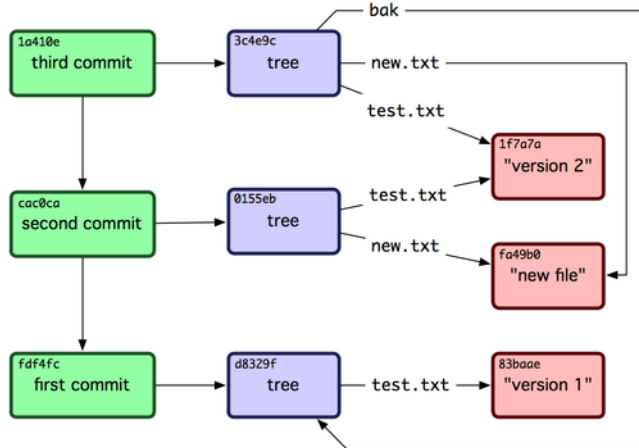 bak
1a410e
third commit
3c4e9c
tree
new.txt
test.txt
1f7a7a
"version 2"
cac0ca
second commit
0155eb
tree
test.txt
new.txt
fa49b0
"new file"
fdf4fc
first commit
d8329f
tree
test.txt
83baae
"version 1"